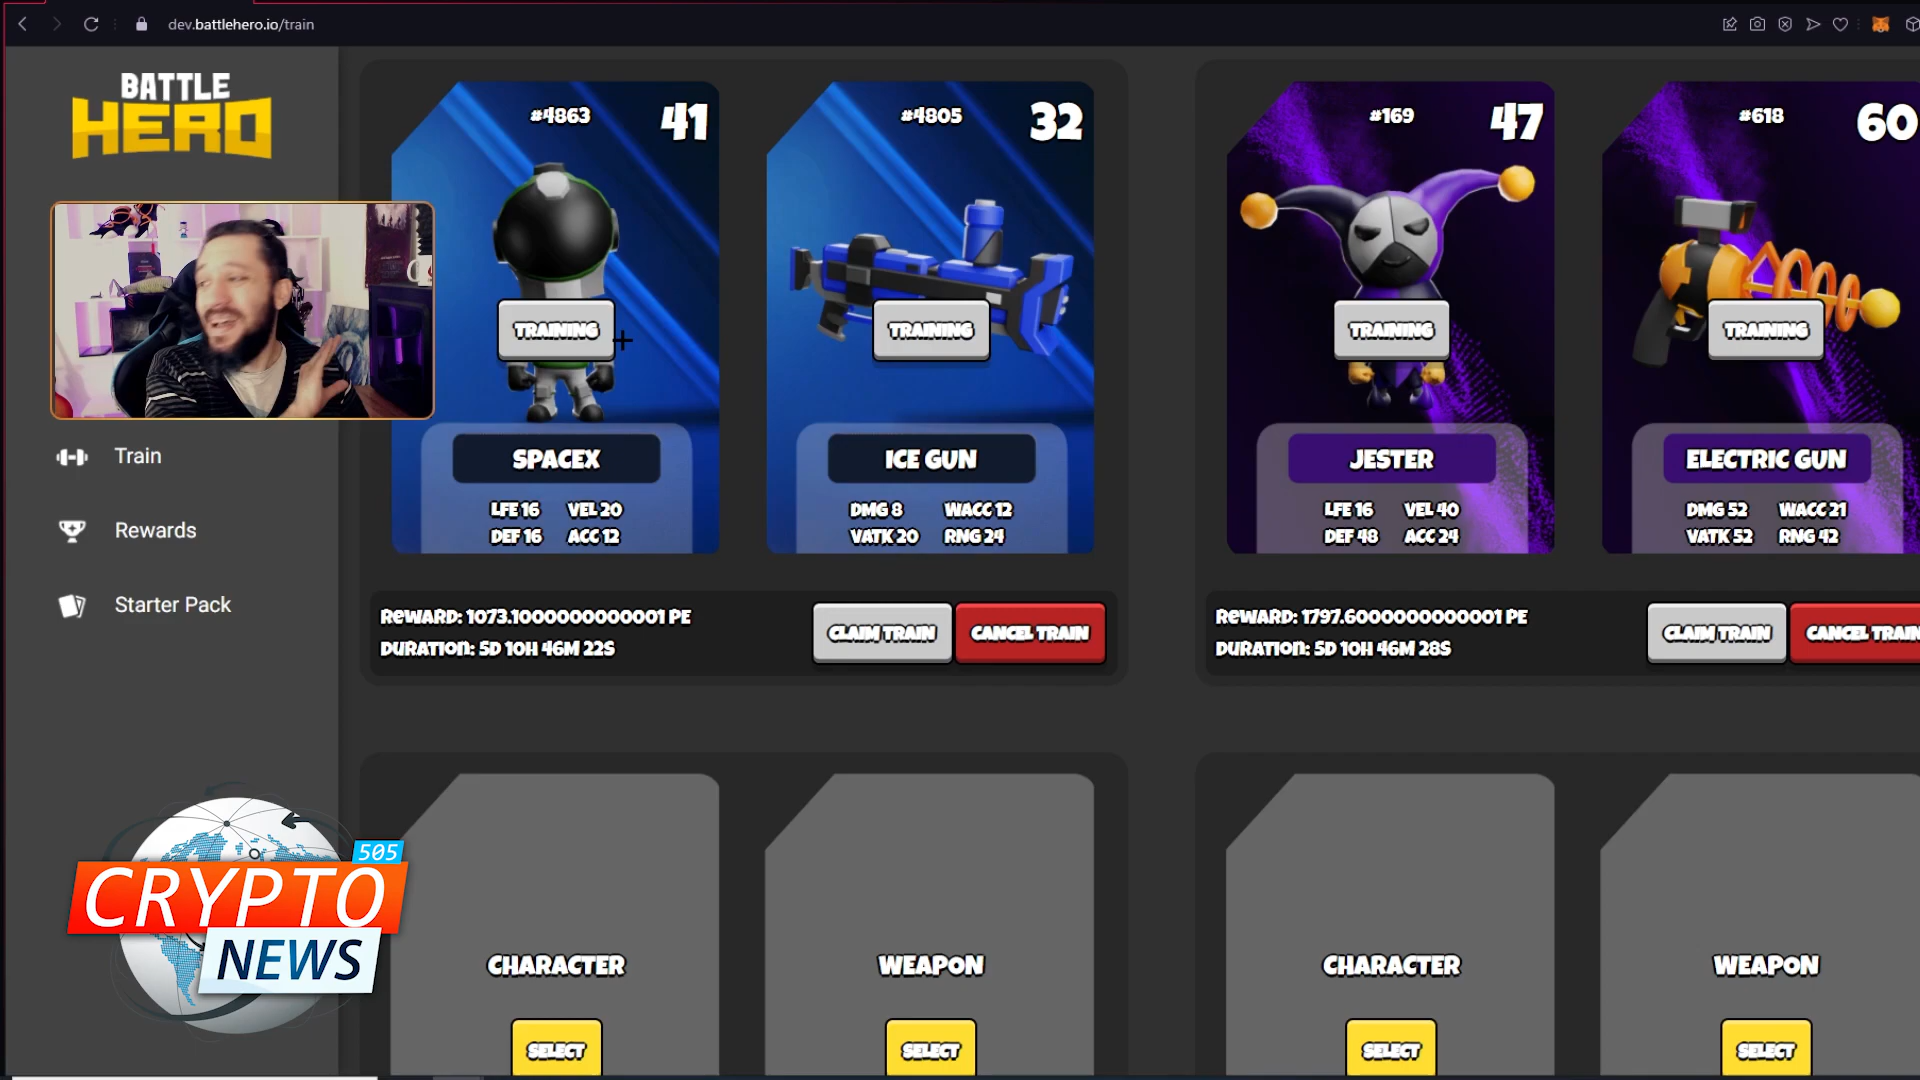 dev.battlehero.io/train
BATTLE
HERO
#4863
41
#4805
32
#169
47
#618
60
TRAINING
TRAINING
TRAINING
TRAINING
SPACEX
ICE GUN
JESTER
ELECTRIC GUN
LFE 16 VEL 20
DEF 16 ACC 12
DMG 8 WACC 12
VATK 20 RNG 24
LFE 16 VEL 40
DEF 48 ACC 24
DMG 52 WACC 21
VATK 52 RNG 42
Train
Rewards
Starter Pack
REWARD: 1073.1000000000001 PE
DURATION: 5D 10H 46M 22S
CLAIM TRAIN
CANCEL TRAIN
REWARD: 1797.6000000000001 PE
DURATION: 5D 10H 46M 28S
CLAIM TRAIN
CANCEL TRAIN
505
CRYPTO
NEWS
CHARACTER
WEAPON
CHARACTER
WEAPON
SELECT
SELECT
SELECT
SELECT